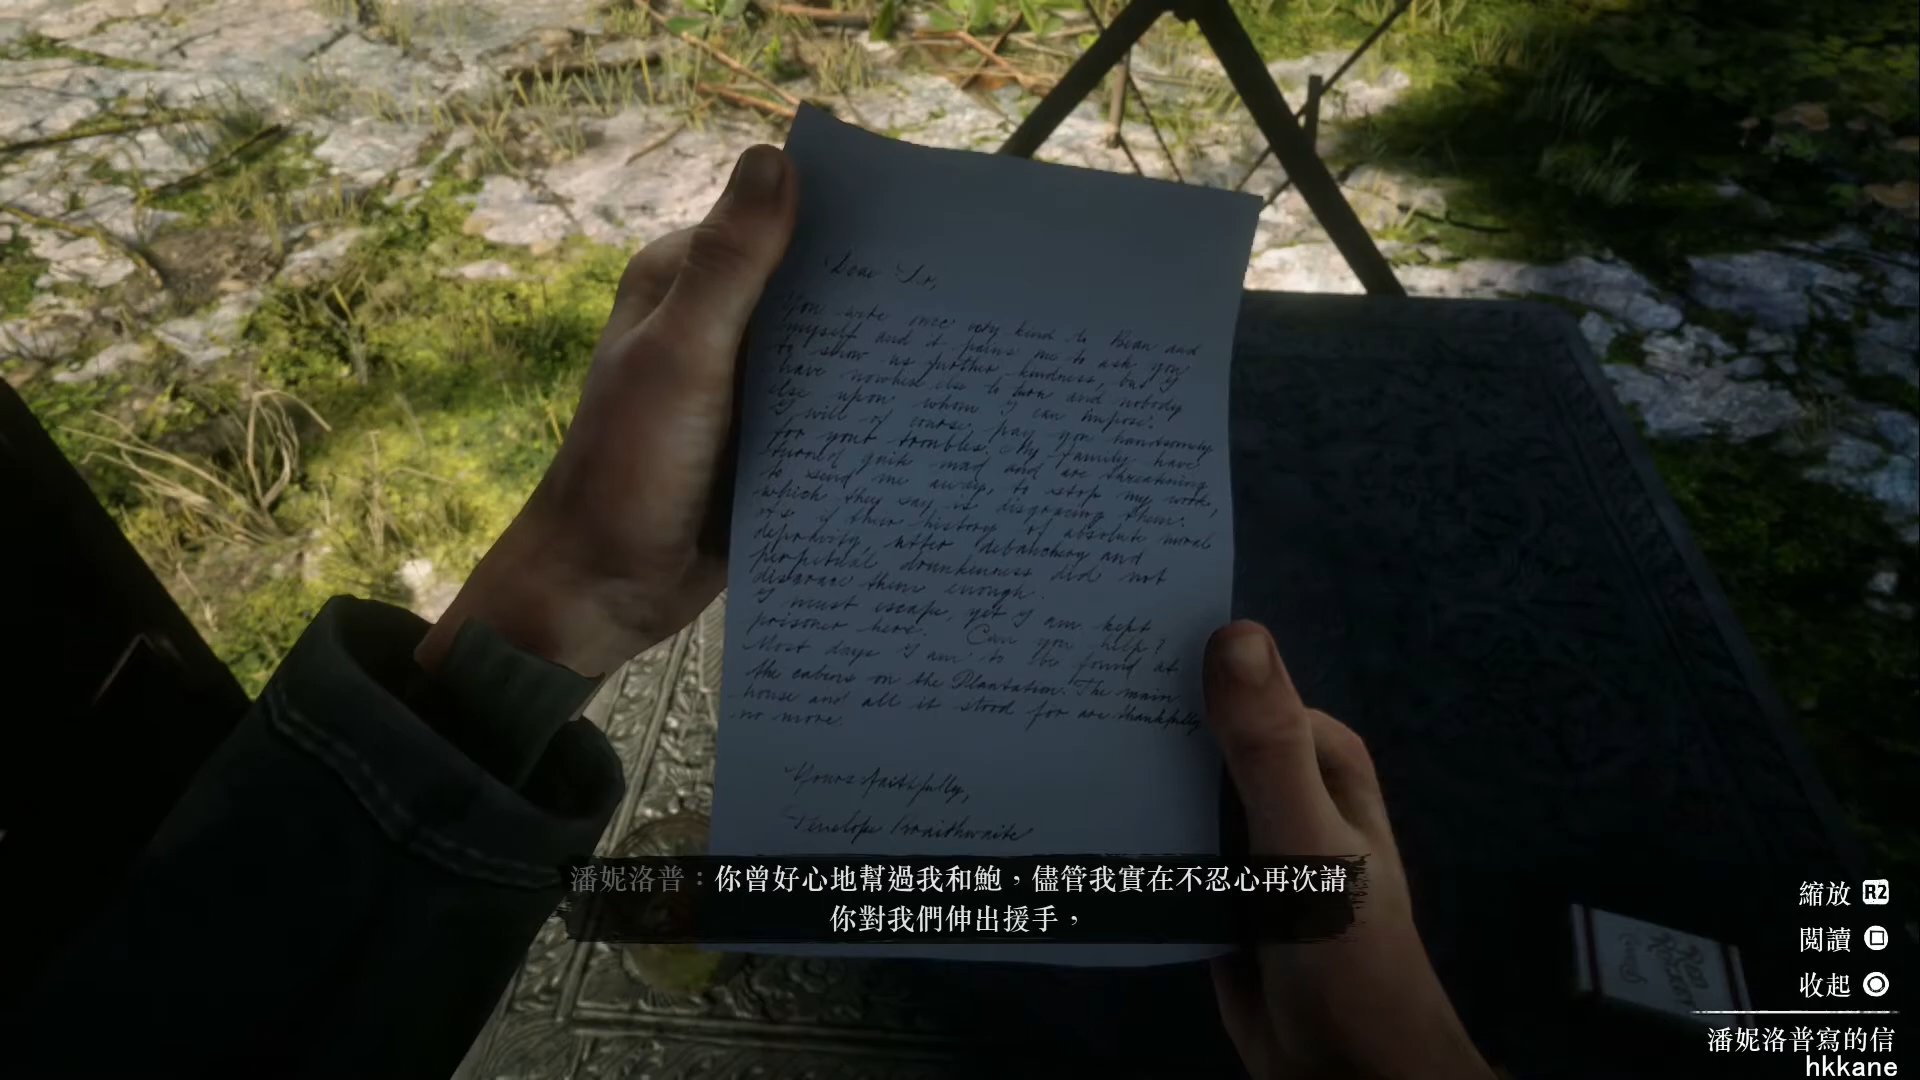 Dear Sir,
You were once very kind to Beau and
myself and it pains me to ask you
to show us further kindness, but I
have nowhere else to turn and nobody
else upon whom I can impose.
I will of course pay you handsomely
for your troubles. My family have
turned quite mad and are threatening
to send me away, to stop my work,
which they say is disgracing them.
As if their history of absolute moral
depravity, utter debauchery and
perpetual drunkenness did not
disgrace them enough.
I must escape, yet I am kept
prisoner here. Can you help?
Most days I am to be found at
the cabins on the Plantation. The main
house and all it stood for are thankfully
no more.
Yours faithfully,
Penelope Braithwaite
潘妮洛普：你曾好心地幫過我和鮑，儘管我實在不忍心再次請
你對我們伸出援手，
縮放 R2
閱讀
收起
潘妮洛普寫的信
hkkane